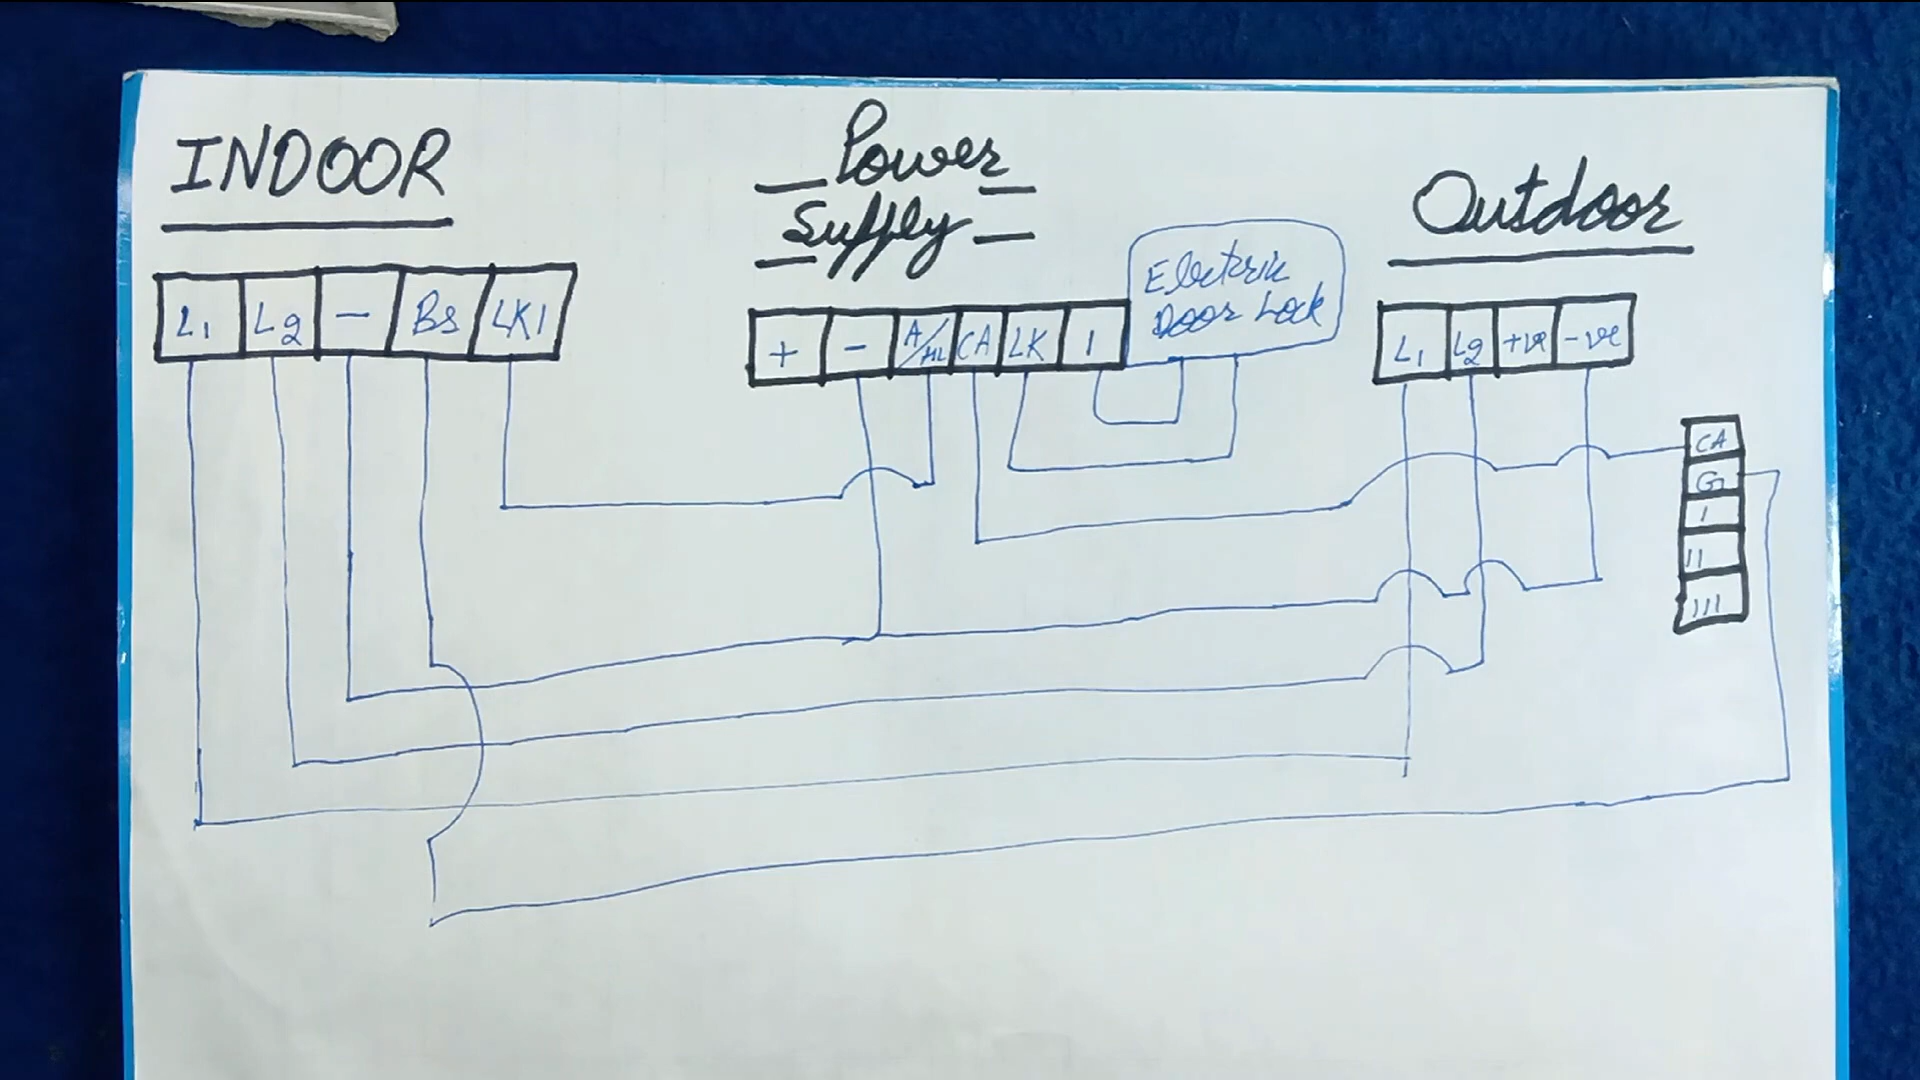 INDOOR
Power
Supply
Outdoor
Electric
Door Lock
L1 L2 — BS LK1
+ - A/ML CA LK 1
L1 L2 +ve -ve
CA
G
I
II
III